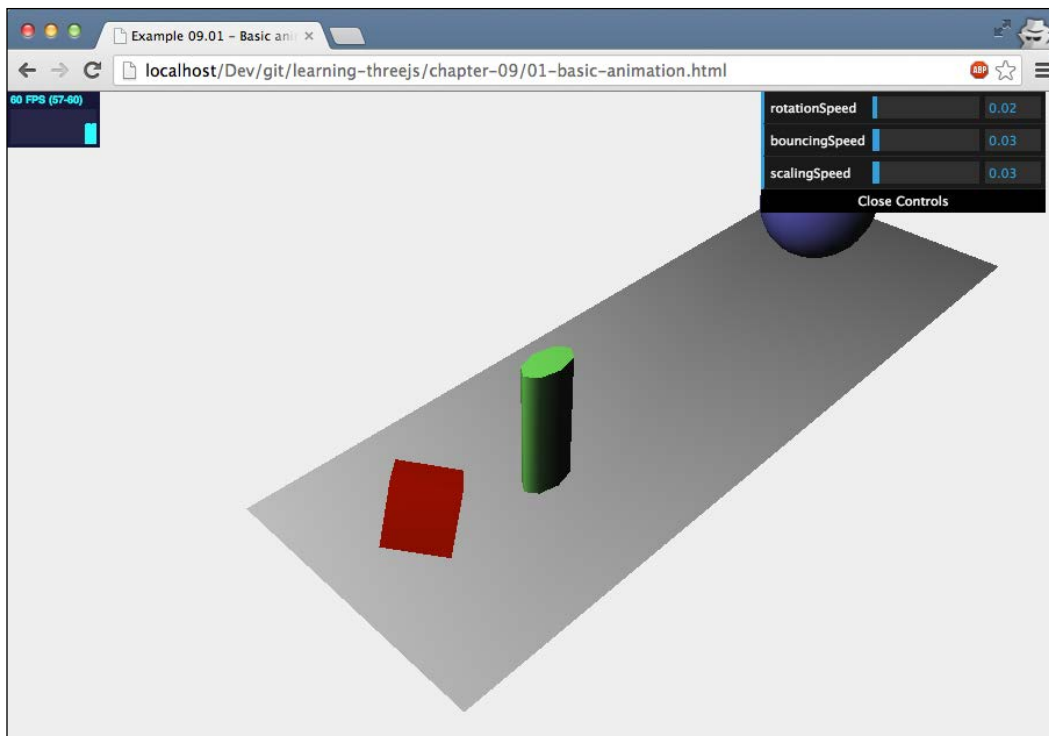 Example 09.01 - Basic ani
localhost/Dev/git/learning-threejs/chapter-09/01-basic-animation.html
ABP
60 FPS (57-60)
rotationSpeed 0.02
bouncingSpeed 0.03
scalingSpeed 0.03
Close Controls